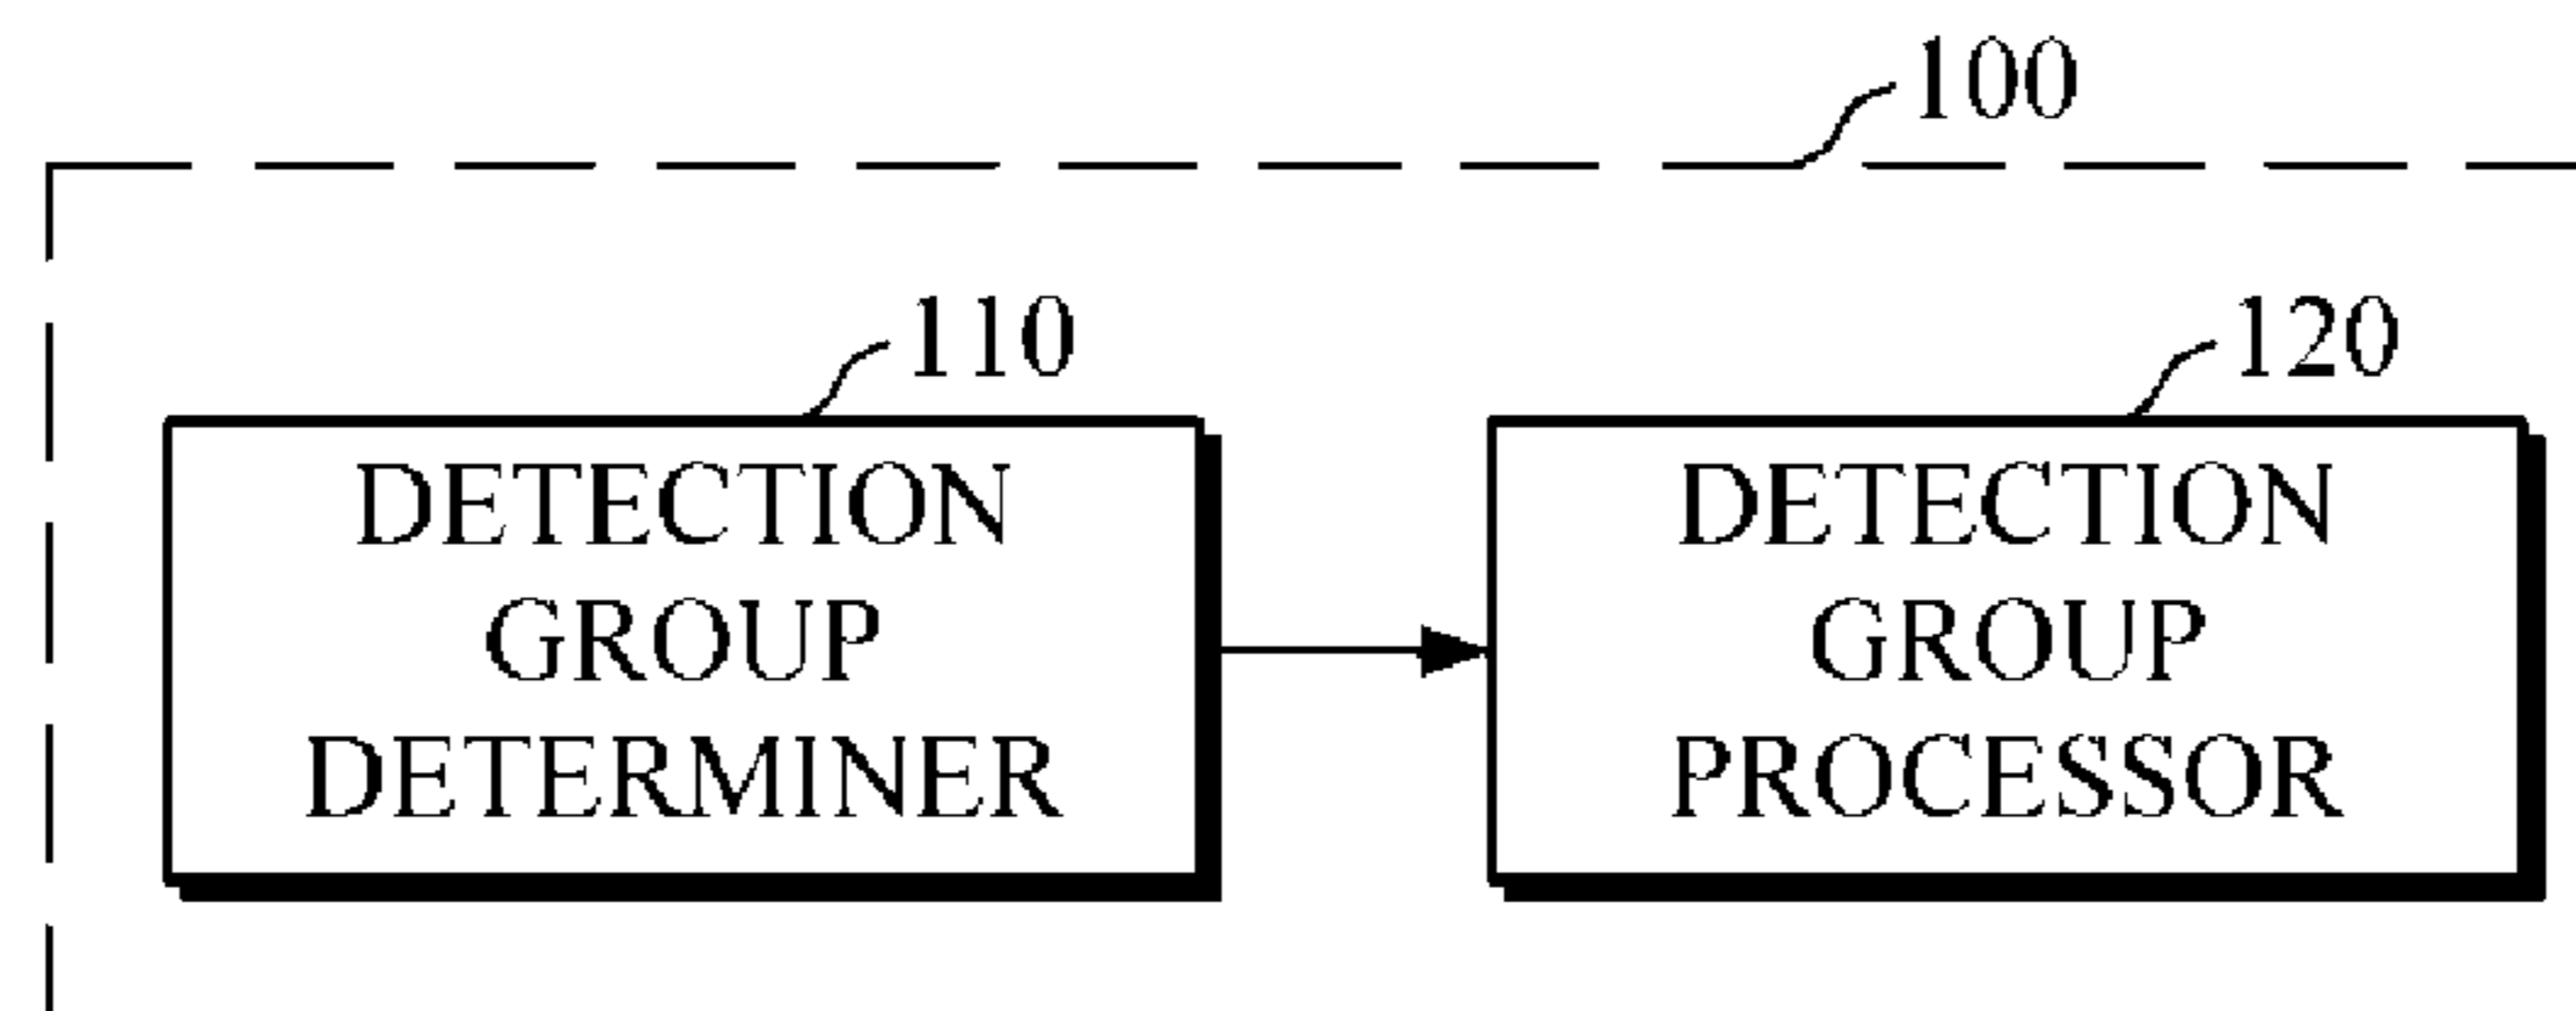 100
110
120
DETECTION
GROUP
DETERMINER
DETECTION
GROUP
PROCESSOR